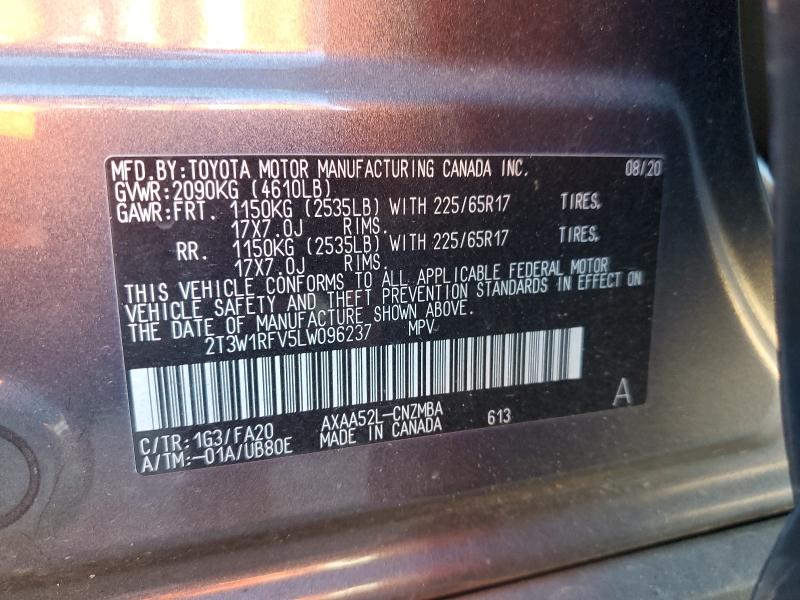 MFD.BY:TOYOTA MOTOR MANUFACTURING CANADA INC. 08/20
GVWR:2090KG (4610LB)
GAWR:FRT. 1150KG (2535LB) WITH 225/65R17 TIRES,
17X7.0J RIMS.
RR. 1150KG (2535LB) WITH 225/65R17 TIRES,
17X7.0J RIMS.
THIS VEHICLE CONFORMS TO ALL APPLICABLE FEDERAL MOTOR
VEHICLE SAFETY AND THEFT PREVENTION STANDARDS IN EFFECT ON
THE DATE OF MANUFACTURE SHOWN ABOVE.
2T3W1RFV5LW096237 MPV
A
C/TR:1G3/FA20 AXAA52L-CNZMBA 613
A/TM:-01A/UB80E MADE IN CANADA